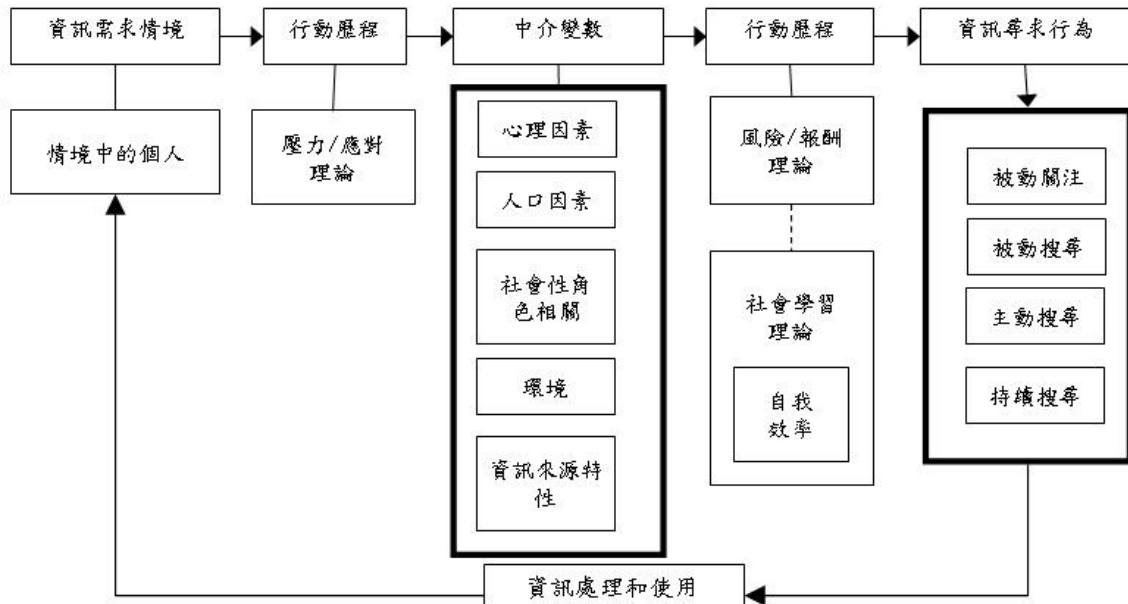 資訊需求情境
行動歷程
中介變數
行動歷程
資訊尋求行為
情境中的個人
壓力/應對
理論
心理因素
人口因素
社會性角
色相關
環境
資訊來源特
性
風險/報酬
理論
社會學習
理論
自我
效率
被動關注
被動搜尋
主動搜尋
持續搜尋
資訊處理和使用